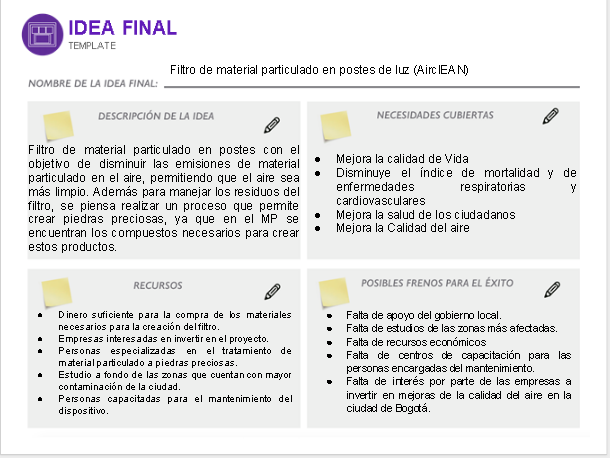 IDEA FINAL
TEMPLATE
Filtro de material particulado en postes de luz (AirclEAN)
NOMBRE DE LA IDEA FINAL:
DESCRIPCIÓN DE LA IDEA
Filtro de material particulado en postes con el
objetivo de disminuir las emisiones de material
particulado en el aire, permitiendo que el aire sea
más limpio. Además para manejar los residuos del
filtro, se piensa realizar un proceso que permite
crear piedras preciosas, ya que en el MP se
encuentran los compuestos necesarios para crear
estos productos.
NECESIDADES CUBIERTAS
● Mejora la calidad de Vida
● Disminuye el índice de mortalidad y de
enfermedades respiratorias y
cardiovasculares
● Mejora la salud de los ciudadanos
● Mejora la Calidad del aire
RECURSOS
● Dinero suficiente para la compra de los materiales
necesarios para la creación del filtro.
● Empresas interesadas en invertir en el proyecto.
● Personas especializadas en el tratamiento de
material particulado a piedras preciosas.
● Estudio a fondo de las zonas que cuentan con mayor
contaminación de la ciudad.
● Personas capacitadas para el mantenimiento del
dispositivo.
POSIBLES FRENOS PARA EL ÉXITO
● Falta de apoyo del gobierno local.
● Falta de estudios de las zonas más afectadas.
● Falta de recursos económicos
● Falta de centros de capacitación para las
personas encargadas del mantenimiento.
● Falta de interés por parte de las empresas a
invertir en mejoras de la calidad del aire en la
ciudad de Bogotá.